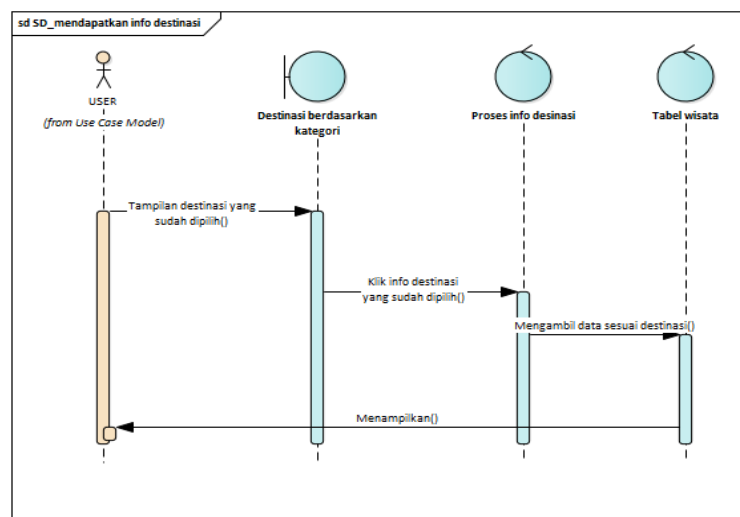 sd SD_mendapatkan info destinasi
USER
(from Use Case Model)
Destinasi berdasarkan
kategori
Proses info desinasi
Tabel wisata
Tampilan destinasi yang
sudah dipilih()
Klik info destinasi
yang sudah dipilih()
Mengambil data sesuai destinasi()
Menampilkan()